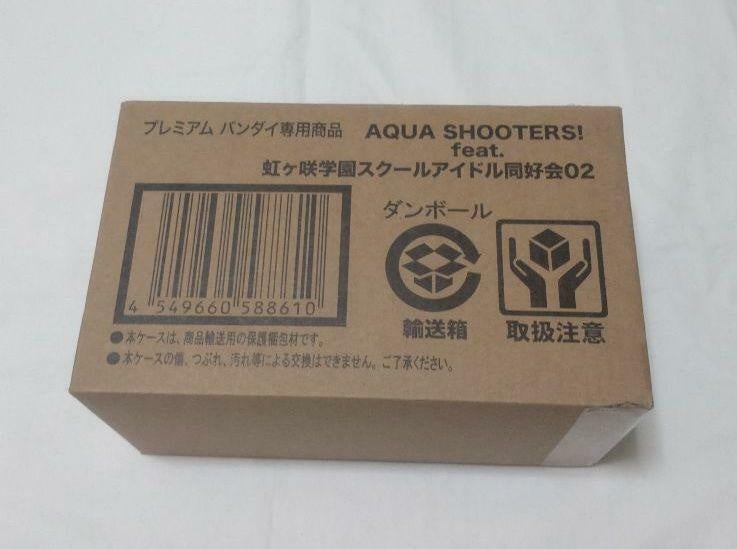 プレミアム バンダイ専用商品 AQUA SHOOTERS!
feat.
虹ヶ咲学園スクールアイドル同好会02
ダンボール
4 549660 588610
輸送箱 取扱注意
●本ケースは、商品輸送用の保護梱包材です。
●本ケースの傷、つぶれ、汚れ等による交換はできません。ご了承ください。